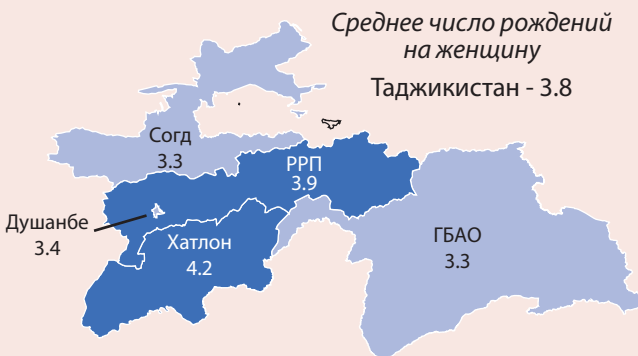 Среднее число рождений
на женщину
Таджикистан - 3.8
Согд
3.3
РРП
3.9
Душанбе
3.4
Хатлон
4.2
ГБАО
3.3